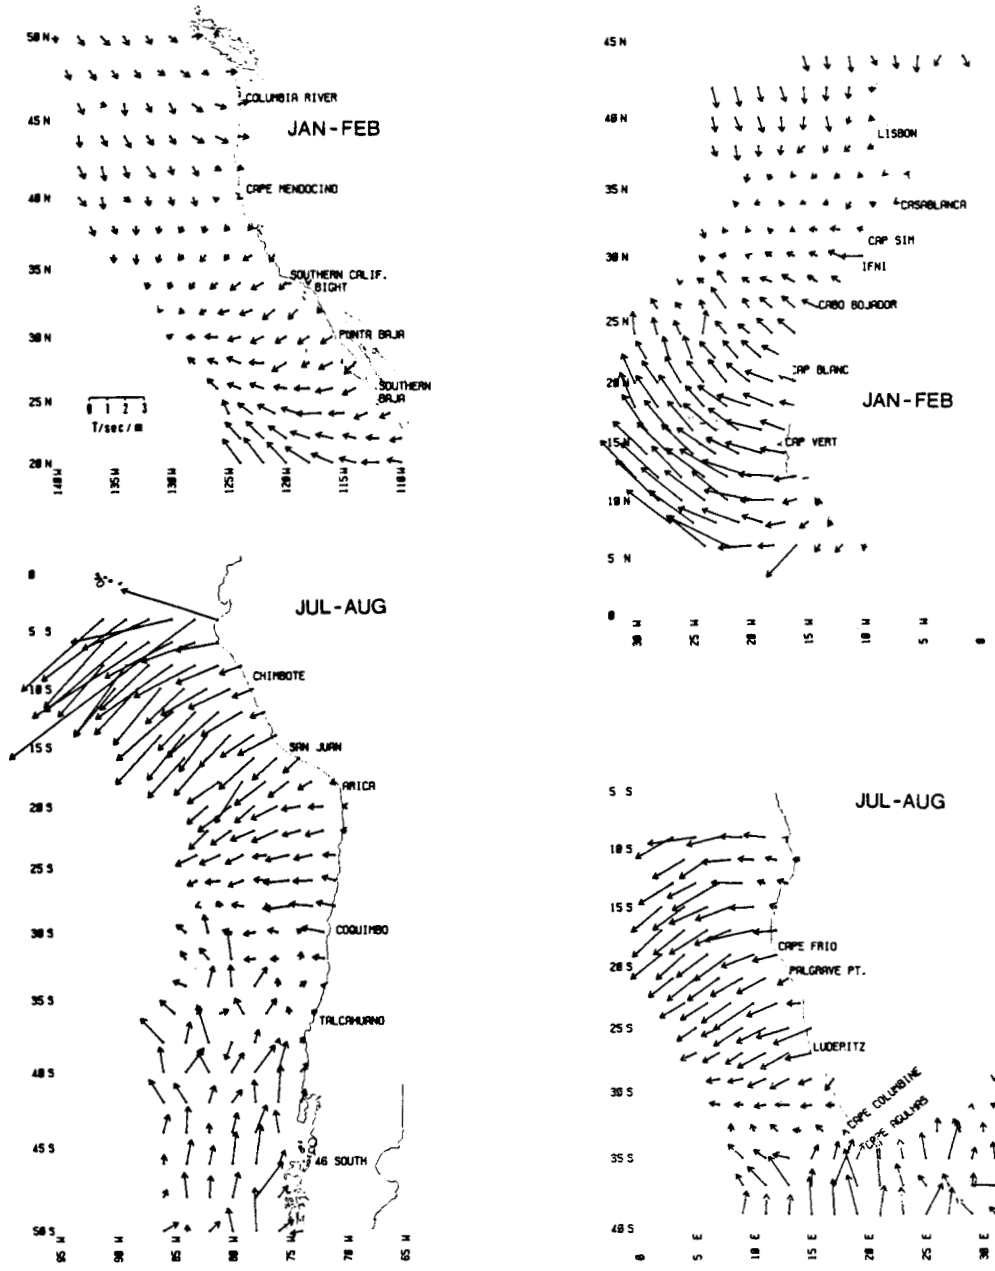 50 N
COLUMBIA RIVER
45 N
JAN-FEB
CAPE MENDOCINO
40 N
35 N
SOUTHERN CALIF.
BIGHT
30 N
PUNTA BAJA
SOUTHERN
BAJA
25 N
0 1 2 3
T/sec/m
20 N
140 W
135 W
130 W
125 W
120 W
115 W
110 W
45 N
40 N
LISBON
35 N
CASABLANCA
CAP SIM
30 N
IFNI
CABO BOJADOR
25 N
CAP BLANC
20 N
JAN-FEB
15 N
CAP VERT
10 N
5 N
0
30 W
25 W
20 W
15 W
10 W
5 W
0
0
JUL-AUG
5 S
CHIMBOTE
10 S
SAN JUAN
15 S
ARICA
20 S
25 S
COQUIMBO
30 S
35 S
TALCAHUANO
40 S
45 S
46 SOUTH
50 S
95 W
90 W
85 W
80 W
75 W
70 W
65 W
5 S
JUL-AUG
10 S
15 S
CAPE FRIO
20 S
PALGRAVE PT.
25 S
LUDERITZ
30 S
CAPE COLUMBINE
CAPE AGULHAS
35 S
40 S
0
5 E
10 E
15 E
20 E
25 E
30 E